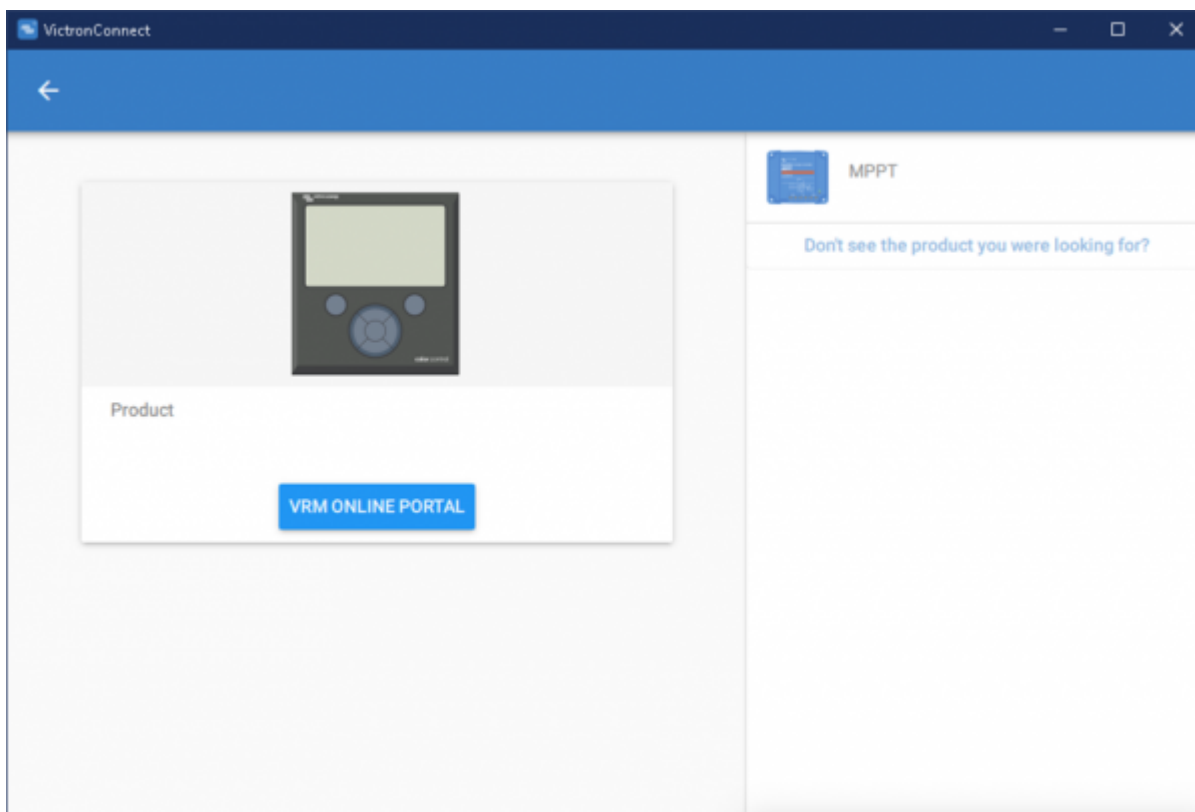 VictronConnect
MPPT
Don't see the product you were looking for?
Product
VRM ONLINE PORTAL